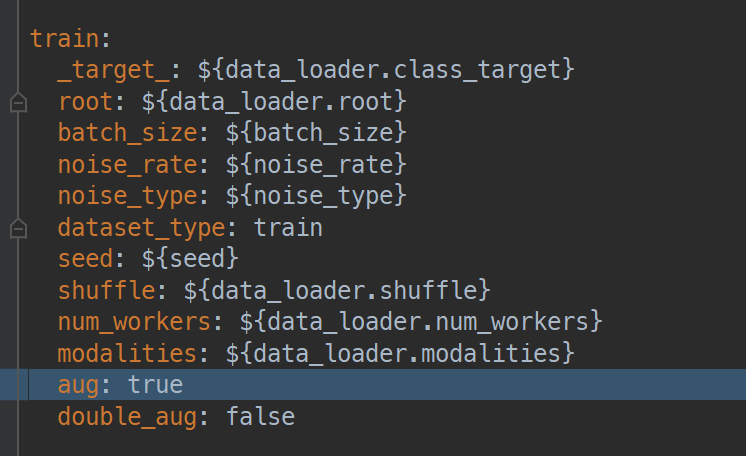 train:
  _target_: ${data_loader.class_target}
  root: ${data_loader.root}
  batch_size: ${batch_size}
  noise_rate: ${noise_rate}
  noise_type: ${noise_type}
  dataset_type: train
  seed: ${seed}
  shuffle: ${data_loader.shuffle}
  num_workers: ${data_loader.num_workers}
  modalities: ${data_loader.modalities}
  aug: true
  double_aug: false